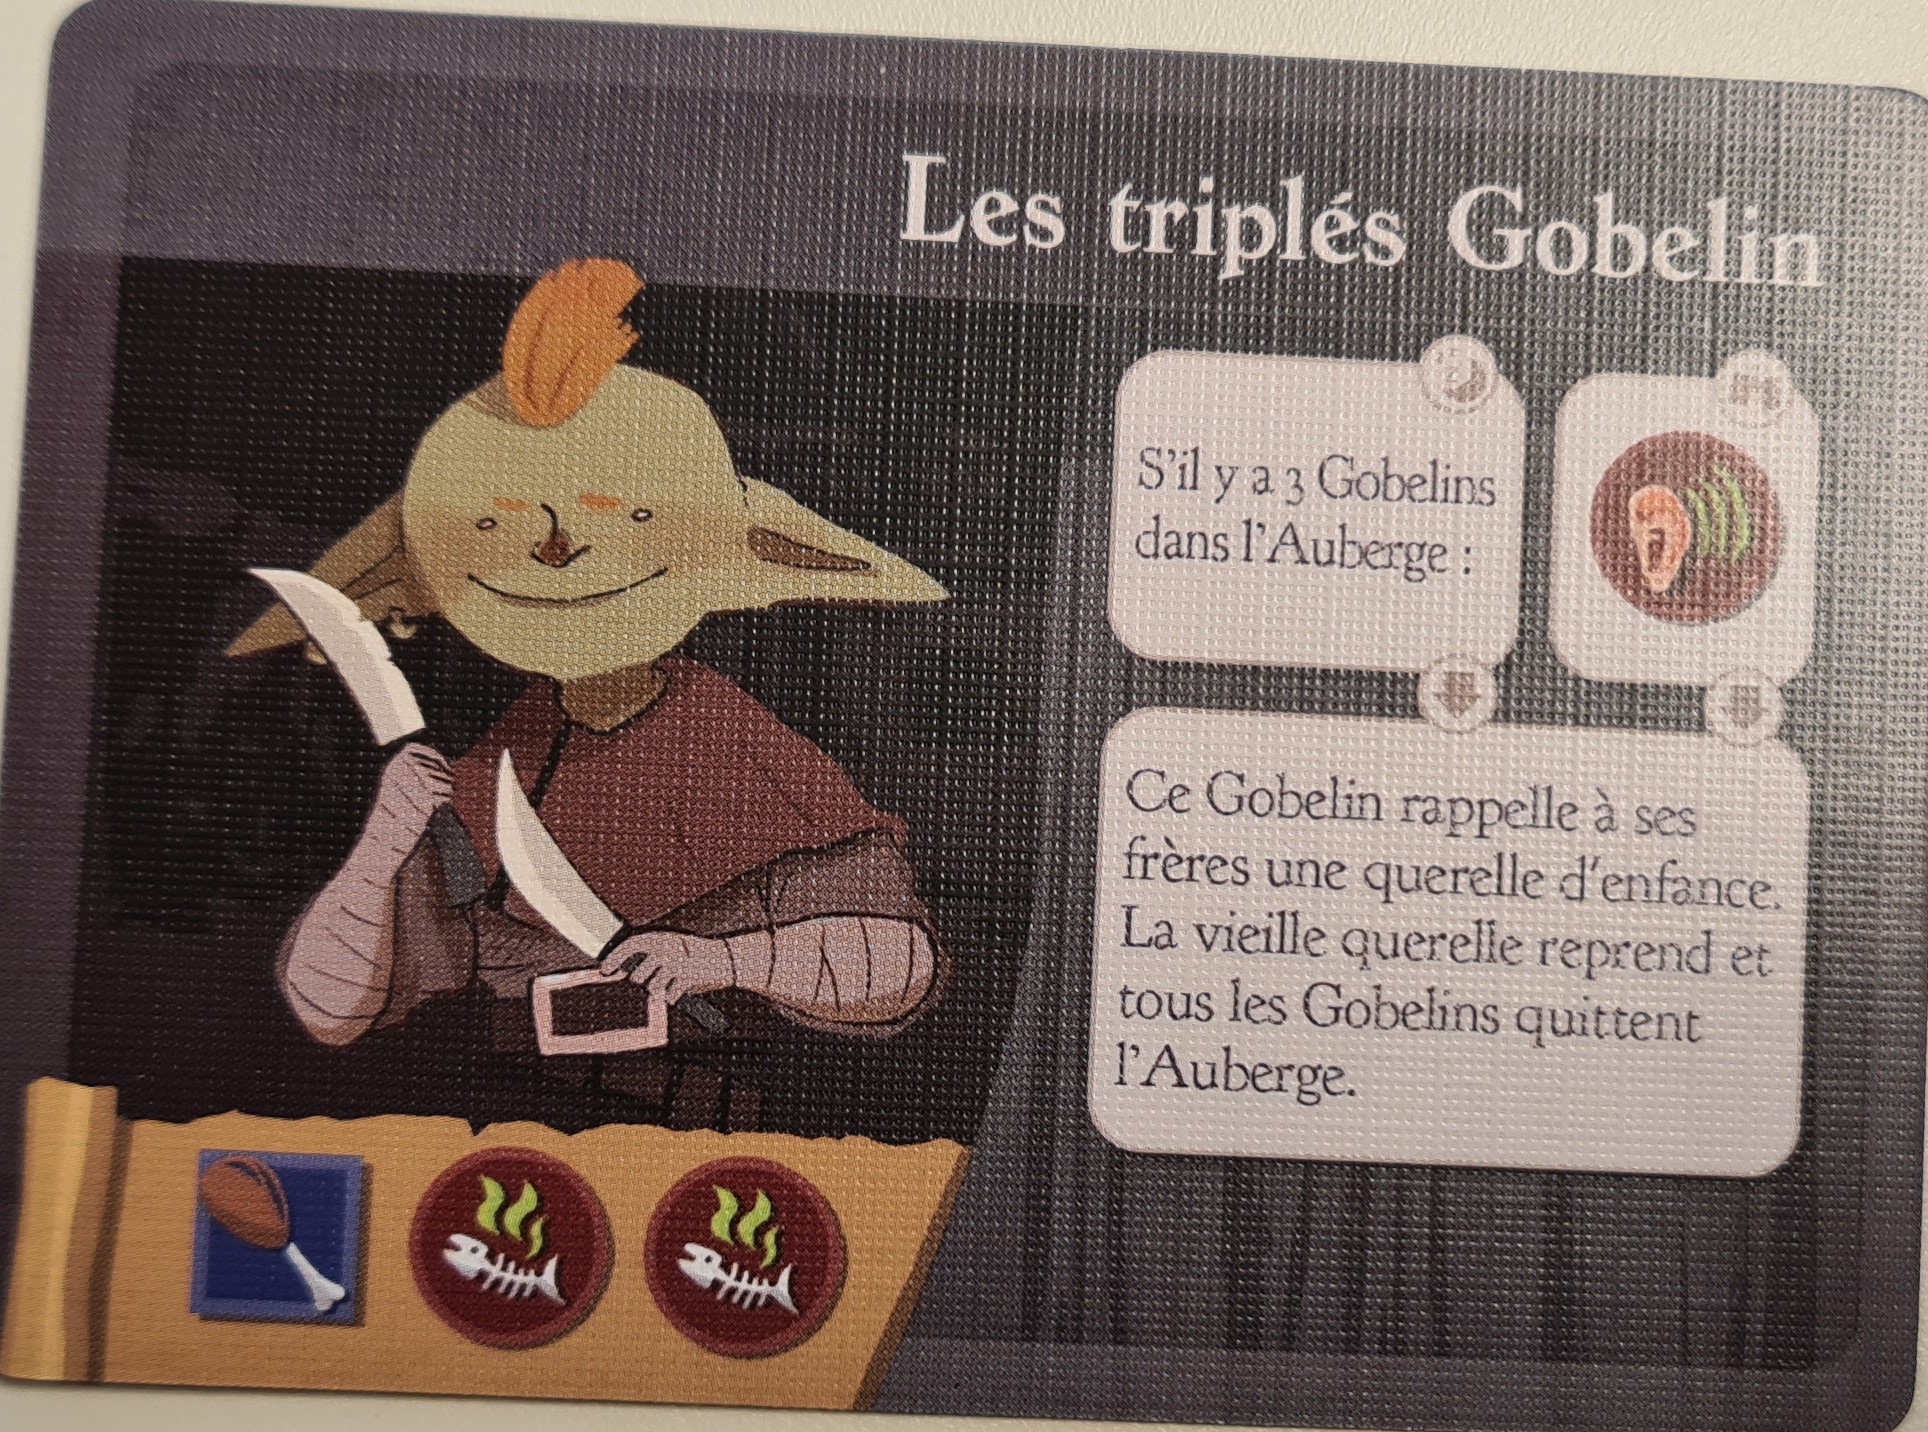 Les triplés Gobelin
S'il y a 3 Gobelins
dans l'Auberge :
Ce Gobelin rappelle à ses
frères une querelle d'enfance.
La vieille querelle reprend et
tous les Gobelins quittent
l'Auberge.